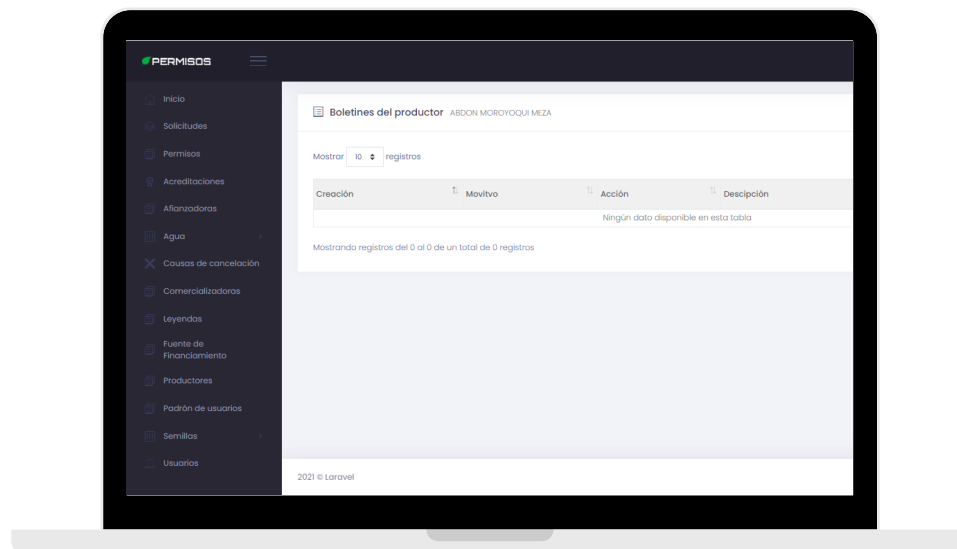 PERMISOS
Inicio
Solicitudes
Permisos
Acreditaciones
Afianzadoras
Agua
Causas de cancelación
Comercializadoras
Leyendas
Fuente de
Financiamiento
Productores
Padrón de usuarios
Semillas
Usuarios
Boletines del productor ABDON MOROYOQUI MEZA
Mostrar 10 registros
Creación Movitvo Acción Descipción
Ningún dato disponible en esta tabla
Mostrando registros del 0 al 0 de un total de 0 registros
2021 © Laravel